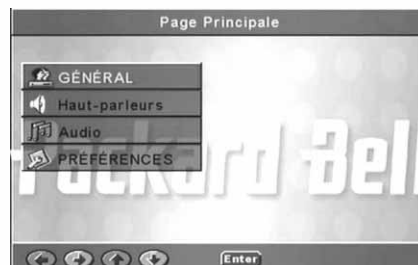 Page Principale
GÉNÉRAL
Haut-parleurs
Audio
PRÉFÉRENCES
Packard Bell
Enter